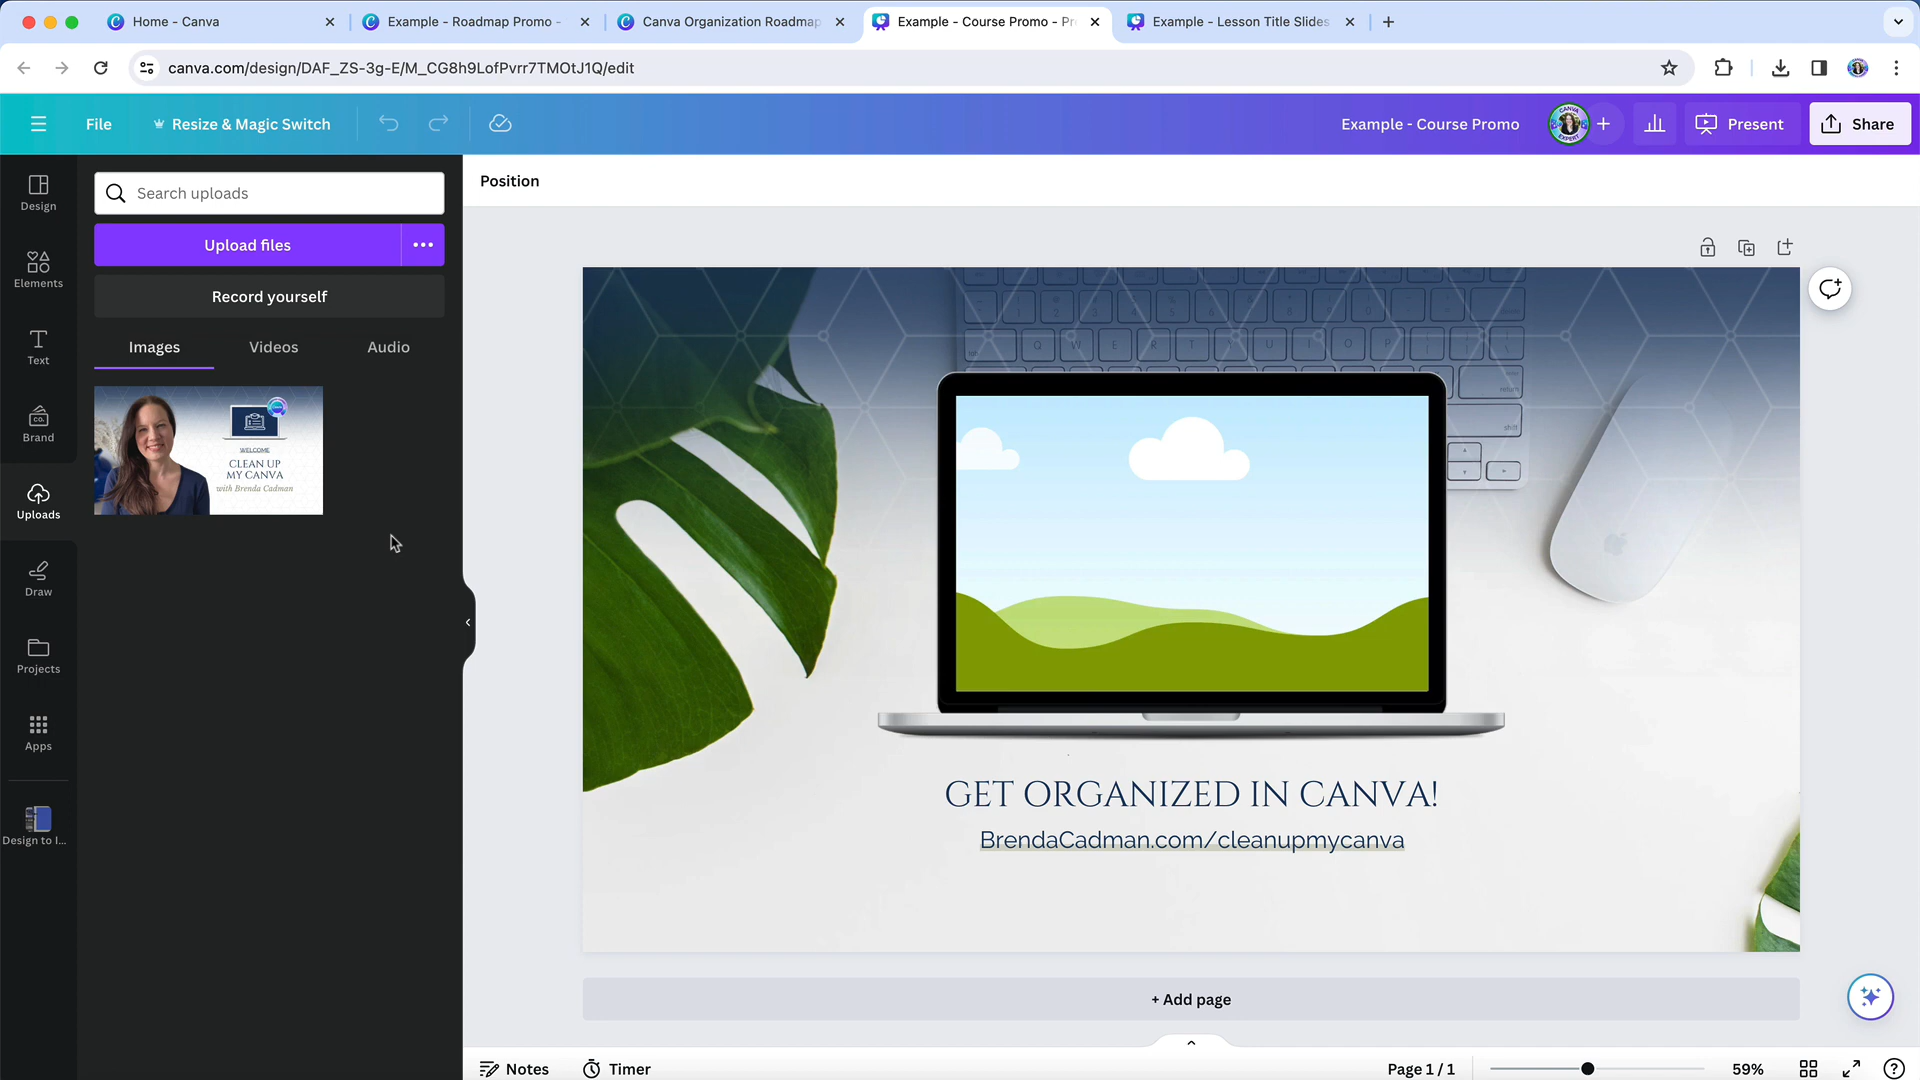 Home - Canva
Example - Roadmap Promo -
Canva Organization Roadmap
Example - Course Promo - Pr
Example - Lesson Title Slides
canva.com/design/DAF_ZS-3g-E/M_CG8h9LofPvrr7TMOtJ1Q/edit
File
Resize & Magic Switch
Example - Course Promo
Present
Share
Design
Elements
Text
Brand
Uploads
Draw
Projects
Apps
Design to I...
Search uploads
Upload files
Record yourself
Images
Videos
Audio
WELCOME
CLEAN UP
MY CANVA
with Brenda Cadman
Position
Q W E R T Y U I O P
return
shift
GET ORGANIZED IN CANVA!
BrendaCadman.com/cleanupmycanva
+ Add page
Notes
Timer
Page 1 / 1
59%